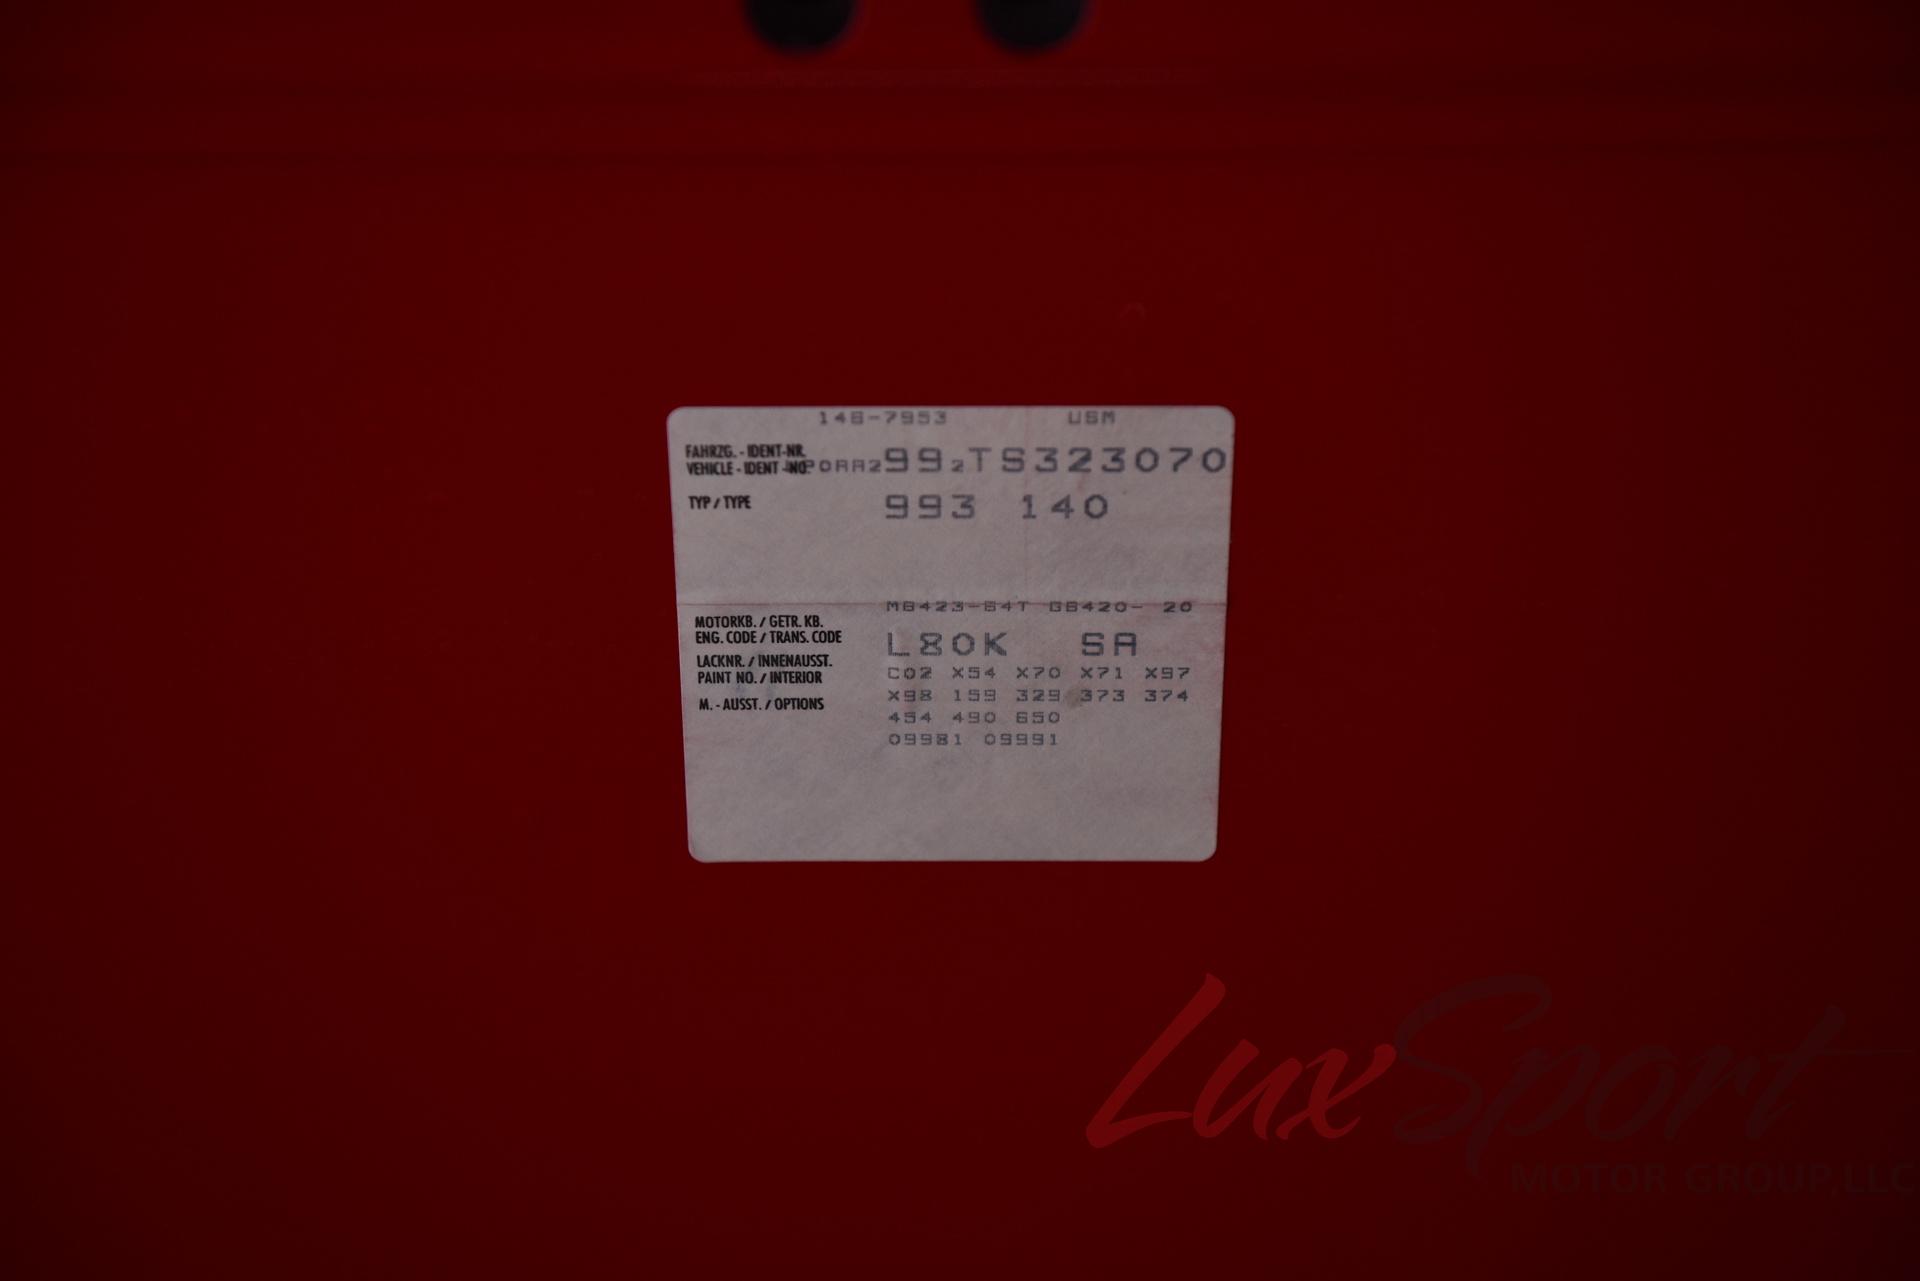 146-7953 USM
FAHRZG. - IDENT-NR.
VEHICLE - IDENT -NO. WP0AA2992TS323070
TYP / TYPE 993 140
M6423-64T G6420- 20
MOTORKB. / GETR. KB.
ENG. CODE / TRANS. CODE
L80K SA
LACKNR. / INNENAUSST.
PAINT NO. / INTERIOR
C02 X54 X70 X71 X97
X98 159 329 373 374
M. - AUSST. / OPTIONS
454 490 650
09981 09991
LuxSport
MOTOR GROUP, LLC